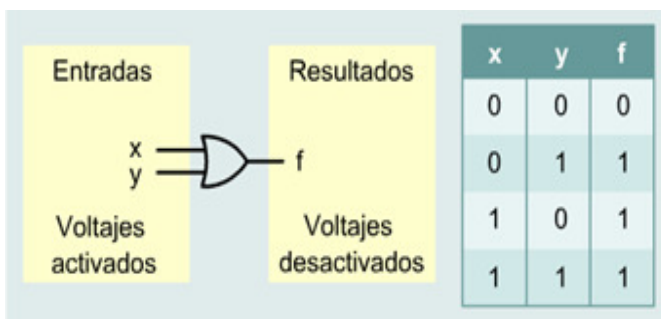 Entradas
x
y
Voltajes
activados
Resultados
f
Voltajes
desactivados
x y f
0 0 0
0 1 1
1 0 1
1 1 1